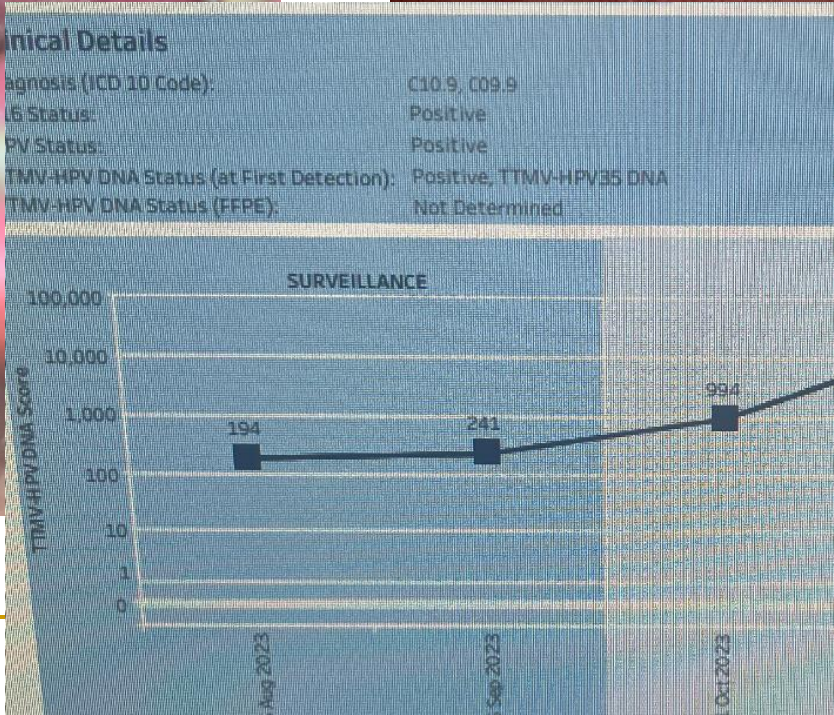 inical Details
agnosis (ICD 10 Code): C10.9, C09.9
16 Status: Positive
PV Status: Positive
TMV-HPV DNA Status (at First Detection): Positive, TTMV-HPV35 DNA
TMV-HPV DNA Status (FFPE): Not Determined
SURVEILLANCE
100,000
10,000
1,000
100
10
1
0
TTMV-HPV DNA Score
194
241
994
Aug 2023
Sep 2023
Oct 2023